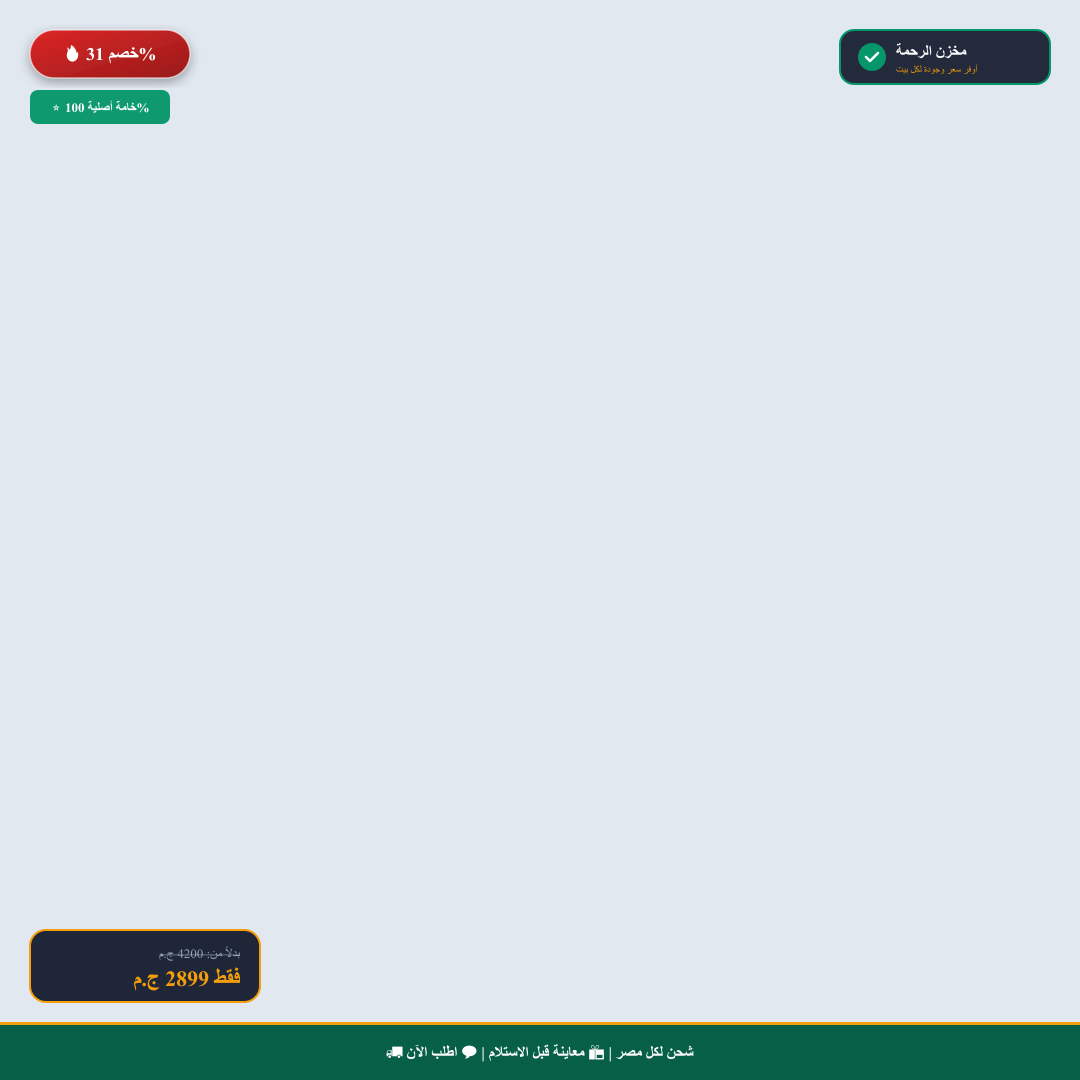 مخزن الرحمة
أوفر سعر وجودة لكل بيت
خصم 31%
خامة أصلية 100% ⭐
بدلاً من: 4200 ج.م
فقط 2899 ج.م
شحن لكل مصر | 🎁 معاينة قبل الاستلام | 💬 اطلب الآن 🚚